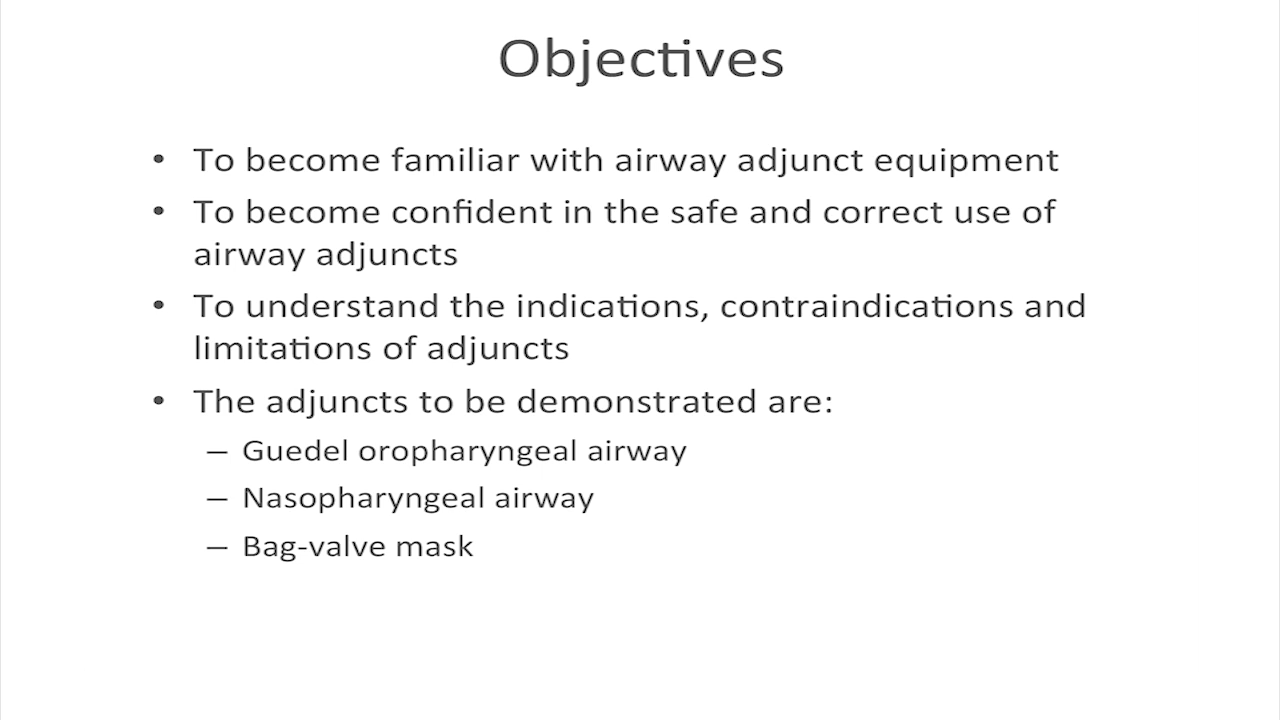 Objectives
• To become familiar with airway adjunct equipment
• To become confident in the safe and correct use of
airway adjuncts
• To understand the indications, contraindications and
limitations of adjuncts
• The adjuncts to be demonstrated are:
– Guedel oropharyngeal airway
– Nasopharyngeal airway
– Bag-valve mask